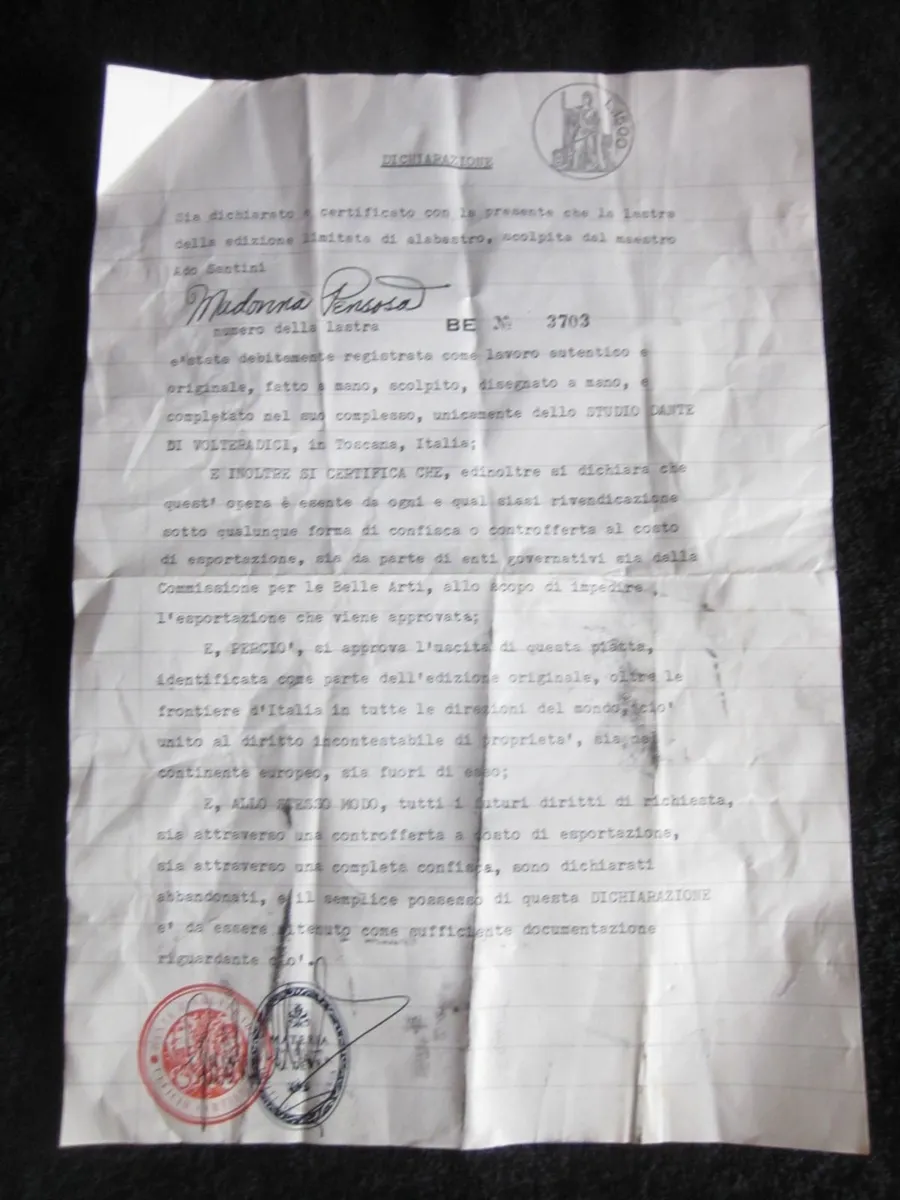 L.1000
DICHIARAZIONE
Sia dichiarato e certificato con la presente che la lastra
della edizione limitata di alabastro, scolpita dal maestro
Ado Santini
Madonna Pensosa
numero della lastra BE № 3703
e'stata debitamente registrata come lavoro autentico e
originale, fatto a mano, scolpito, disegnato a mano, e
completato nel suo complesso, unicamente dello STUDIO DANTE
DI VOLTERADICI, in Toscana, Italia;
E INOLTRE SI CERTIFICA CHE, edinoltre si dichiara che
quest' opera è esente da ogni e qual siasi rivendicazione
sotto qualunque forma di confisca o controfferta al costo
di esportazione, sia da parte di enti governativi sia della
Commissione per le Belle Arti, allo scopo di impedire
l'esportazione che viene approvata;
E, PERCIO', si approva l'uscita di questa piatta,
identificata come parte dell'edizione originale, oltre le
frontiere d'Italia in tutte le direzioni del mondo, cio'
unito al diritto incontestabile di proprieta', sia nel
continente europeo, sia fuori di esso;
E, ALLO STESSO MODO, tutti i futuri diritti di richiesta,
sia attraverso una controfferta a costo di esportazione,
sia attraverso una completa confisca, sono dichiarati
abbandonati, e il semplice possesso di questa DICHIARAZIONE
e' da essere ritenuto come sufficiente documentazione
riguardante cio'.
MATERIA